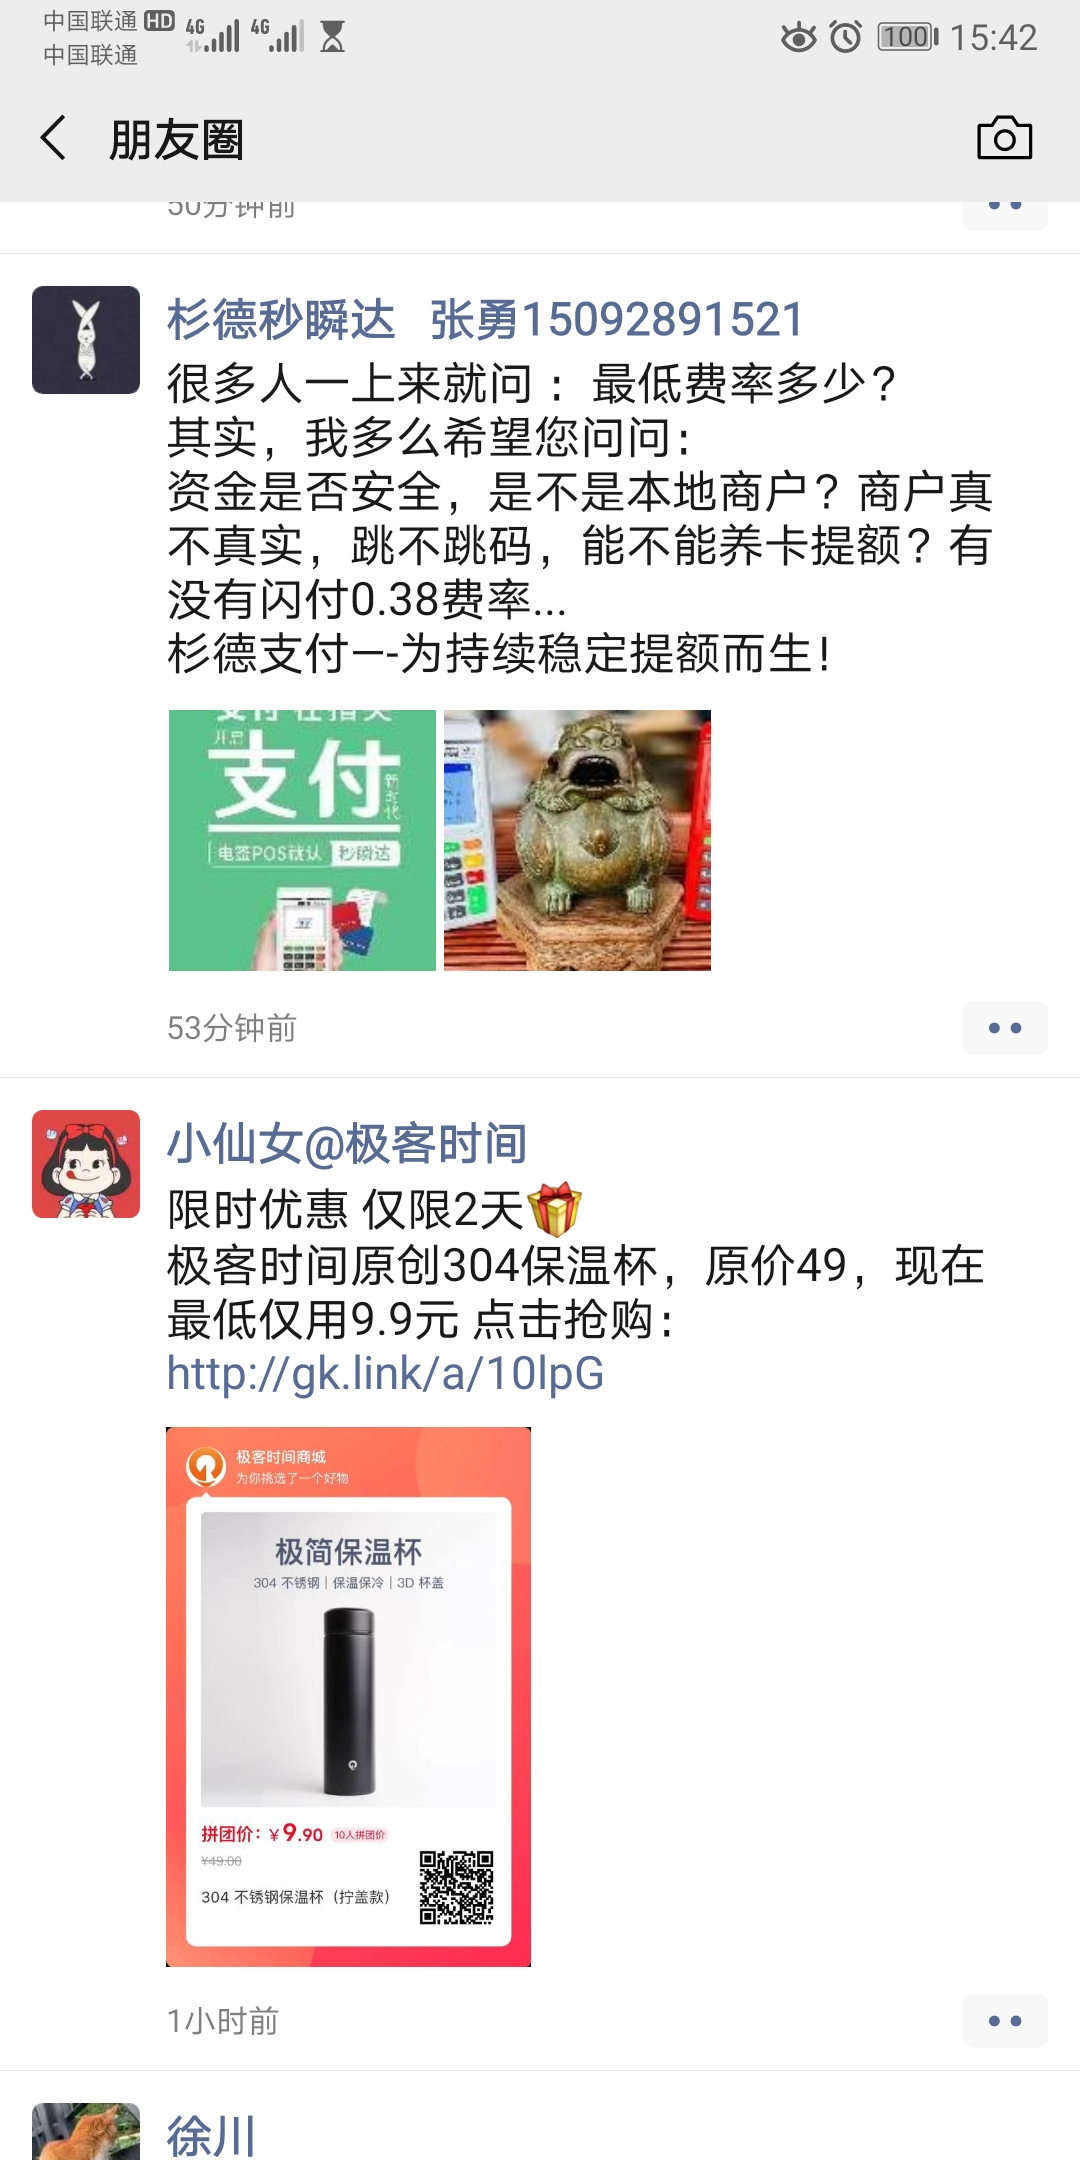 中国联通 HD 4G 4G 100 15:42
中国联通
朋友圈
50分钟前
杉德秒瞬达 张勇15092891521
很多人一上来就问：最低费率多少？
其实，我多么希望您问问：
资金是否安全，是不是本地商户？商户真
不真实，跳不跳码，能不能养卡提额？有
没有闪付0.38费率...
杉德支付—-为持续稳定提额而生！
支付 在指尖
开启
支付
新时代
电签POS就认 秒瞬达
53分钟前
小仙女@极客时间
限时优惠 仅限2天🎁
极客时间原创304保温杯，原价49，现在
最低仅用9.9元 点击抢购：
http://gk.link/a/10lpG
极客时间商城
为你挑选了一个好物
极简保温杯
304 不锈钢 | 保温保冷 | 3D 杯盖
拼团价：¥9.90 10人拼团价
¥49.00
304 不锈钢保温杯（拧盖款）
1小时前
徐川